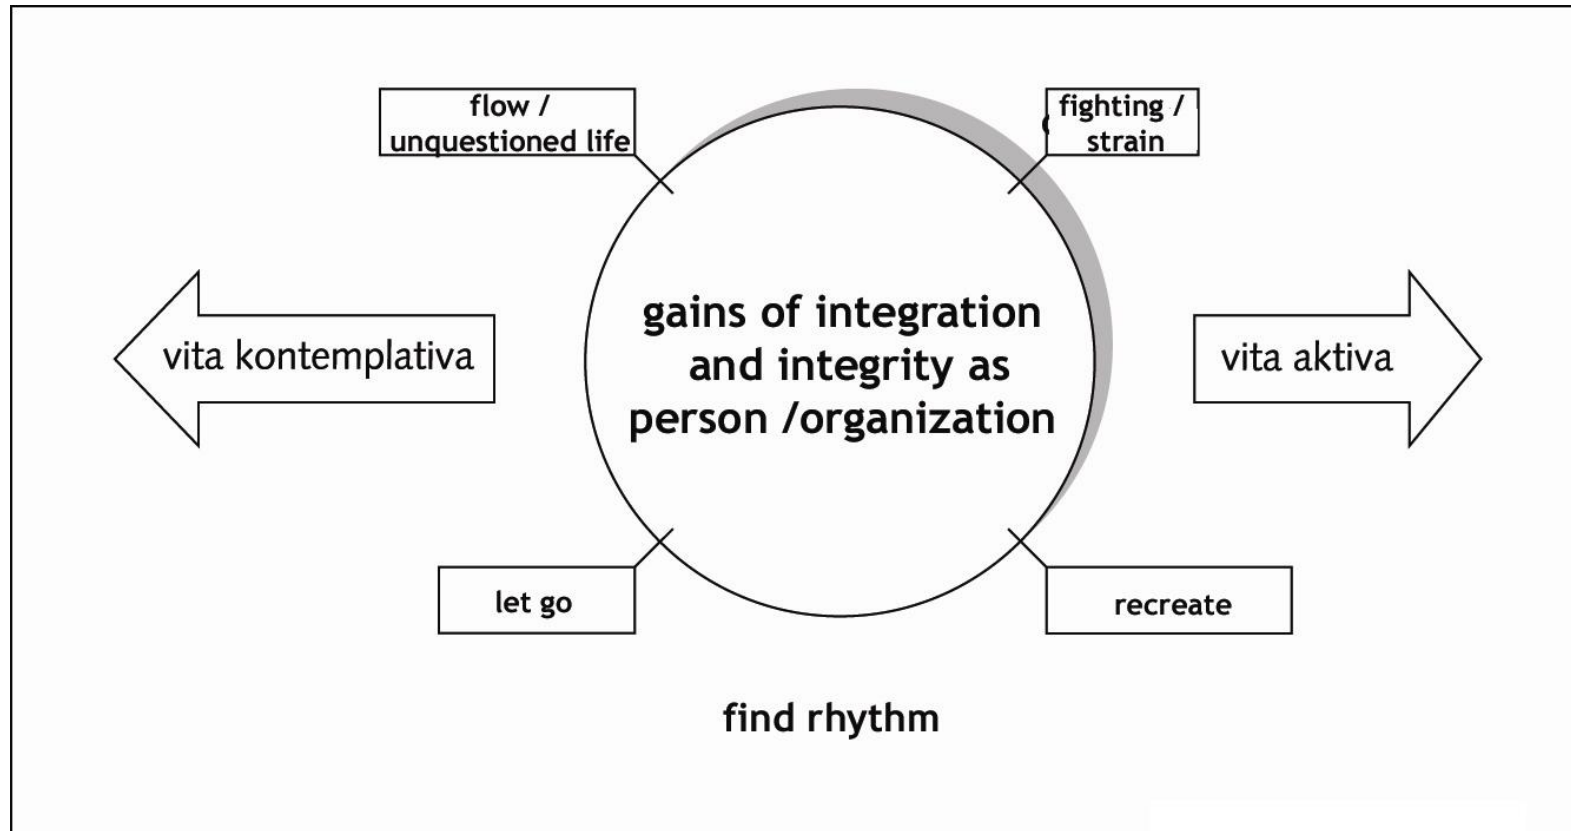 flow /
unquestioned life
fighting /
strain
gains of integration
and integrity as
person /organization
vita kontemplativa
vita aktiva
let go
recreate
find rhythm